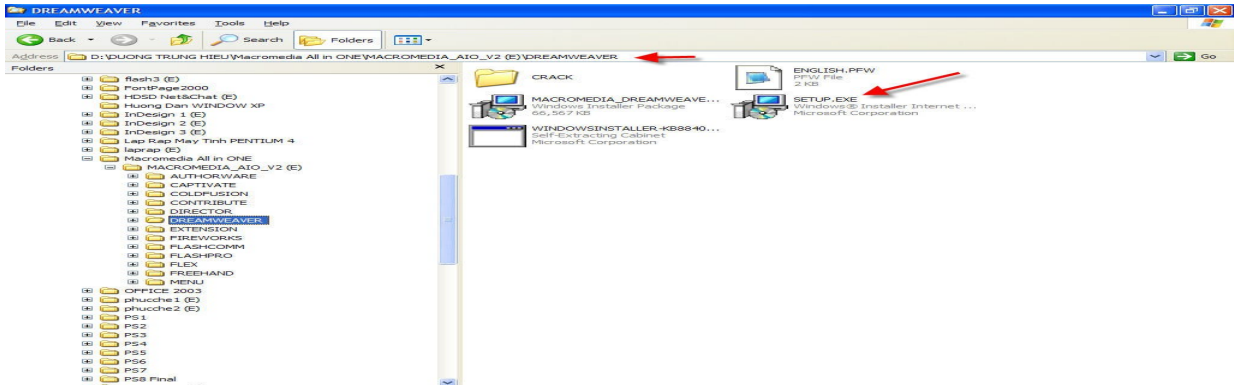 DREAMWEAVER
File Edit View Favorites Tools Help
Back Search Folders
Address D:\DUONG TRUNG HIEU\Macromedia All in ONE\MACROMEDIA_AIO_V2 (E)\DREAMWEAVER Go
Folders
flash3 (E)
FontPage2000
HDSD Net&Chat (E)
Huong Dan WINDOW XP
InDesign 1 (E)
InDesign 2 (E)
InDesign 3 (E)
Lap Rap May Tinh PENTIUM 4
laprap (E)
Macromedia All in ONE
MACROMEDIA_AIO_V2 (E)
AUTHORWARE
CAPTIVATE
COLDFUSION
CONTRIBUTE
DIRECTOR
DREAMWEAVER
EXTENSION
FIREWORKS
FLASHCOMM
FLASHPRO
FLEX
FREEHAND
MENU
OFFICE 2003
phucche1 (E)
phucche2 (E)
PS1
PS2
PS3
PS4
PS5
PS6
PS7
PS8 Final
CRACK
ENGLISH.PFW
PFW File
2 KB
MACROMEDIA_DREAMWEAVE...
Windows Installer Package
66,567 KB
SETUP.EXE
Windows® Installer Internet ...
Microsoft Corporation
WINDOWSINSTALLER-KB8840...
Self-Extracting Cabinet
Microsoft Corporation